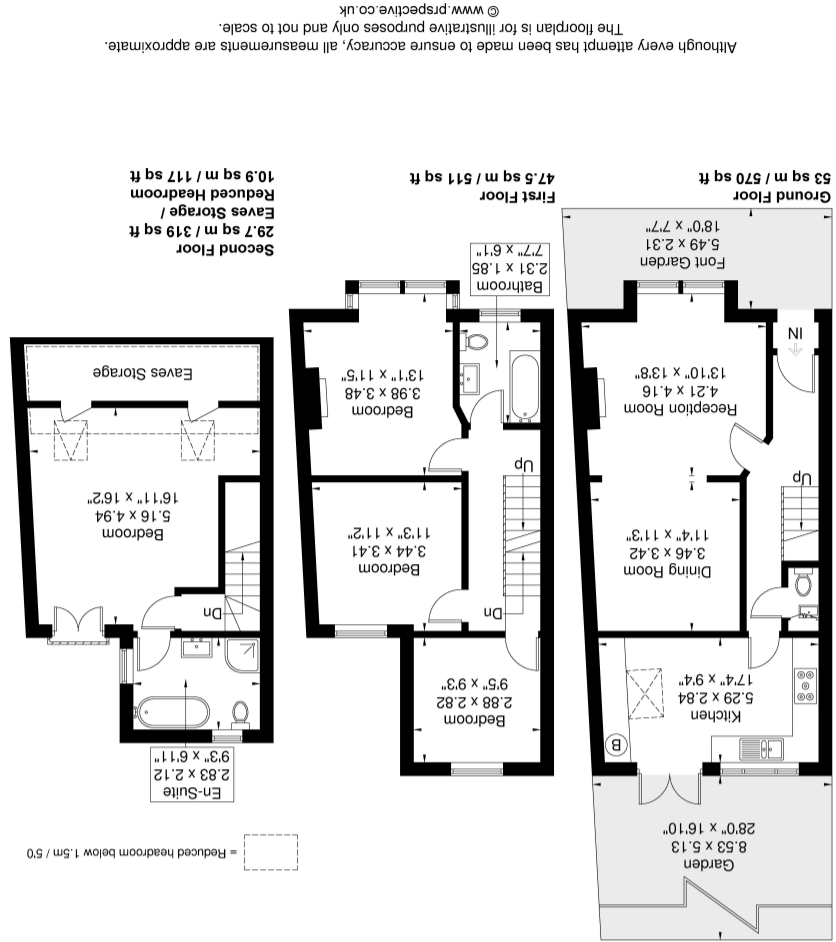 = Reduced headroom below 1.5m / 5'0
Garden
8.53 x 5.13
28'0" x 16'10"
B
Kitchen
5.29 x 2.84
17'4" x 9'4"
Dining Room
3.46 x 3.42
11'4" x 11'3"
Up
Reception Room
4.21 x 4.16
13'10" x 13'8"
IN
Font Garden
5.49 x 2.31
18'0" x 7'7"
Ground Floor
53 sq m / 570 sq ft
Bedroom
2.88 x 2.82
9'5" x 9'3"
Dn
Bedroom
3.44 x 3.41
11'3" x 11'2"
Up
Bedroom
3.98 x 3.48
13'1" x 11'5"
Bathroom
2.31 x 1.85
7'7" x 6'1"
First Floor
47.5 sq m / 511 sq ft
En-Suite
2.83 x 2.12
9'3" x 6'11"
Dn
Bedroom
5.16 x 4.94
16'11" x 16'2"
Eaves Storage
Second Floor
29.7 sq m / 319 sq ft
Eaves Storage /
Reduced Headroom
10.9 sq m / 117 sq ft
Although every attempt has been made to ensure accuracy, all measurements are approximate.
The floorplan is for illustrative purposes only and not to scale.
© www.prspective.co.uk